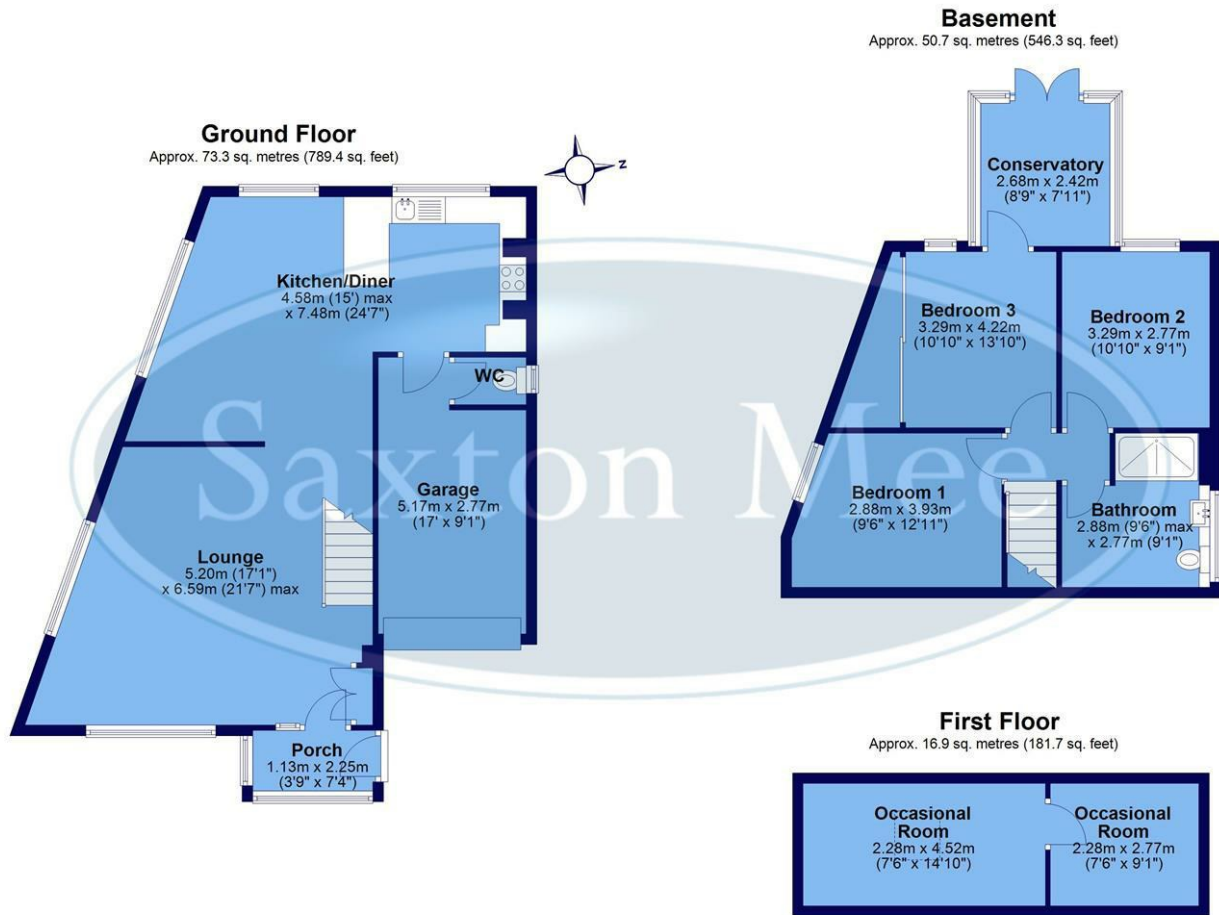 Ground Floor
Approx. 73.3 sq. metres (789.4 sq. feet)
Z
Kitchen/Diner
4.58m (15') max
x 7.48m (24'7")
WC
Garage
5.17m x 2.77m
(17' x 9'1")
Lounge
5.20m (17'1")
x 6.59m (21'7") max
Porch
1.13m x 2.25m
(3'9" x 7'4")
Basement
Approx. 50.7 sq. metres (546.3 sq. feet)
Conservatory
2.68m x 2.42m
(8'9" x 7'11")
Bedroom 3
3.29m x 4.22m
(10'10" x 13'10")
Bedroom 2
3.29m x 2.77m
(10'10" x 9'1")
Bedroom 1
2.88m x 3.93m
(9'6" x 12'11")
Bathroom
2.88m (9'6") max
x 2.77m (9'1")
First Floor
Approx. 16.9 sq. metres (181.7 sq. feet)
Occasional
Room
2.28m x 4.52m
(7'6" x 14'10")
Occasional
Room
2.28m x 2.77m
(7'6" x 9'1")
Saxton Mee